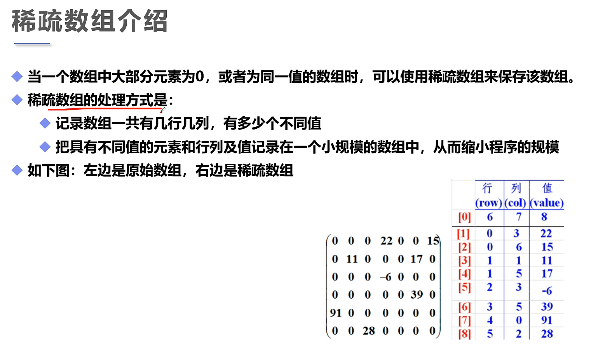 稀疏数组介绍
当一个数组中大部分元素为0，或者为同一值的数组时，可以使用稀疏数组来保存该数组。
稀疏数组的处理方式是：
记录数组一共有几行几列，有多少个不同值
把具有不同值的元素和行列及值记录在一个小规模的数组中，从而缩小程序的规模
如下图：左边是原始数组，右边是稀疏数组
0 0 0 22 0 0 15
0 11 0 0 0 17 0
0 0 0 -6 0 0 0
0 0 0 0 0 39 0
91 0 0 0 0 0 0
0 0 28 0 0 0 0
行 列 值
(row) (col) (value)
[0] 6 7 8
[1] 0 3 22
[2] 0 6 15
[3] 1 1 11
[4] 1 5 17
[5] 2 3 -6
[6] 3 5 39
[7] 4 0 91
[8] 5 2 28